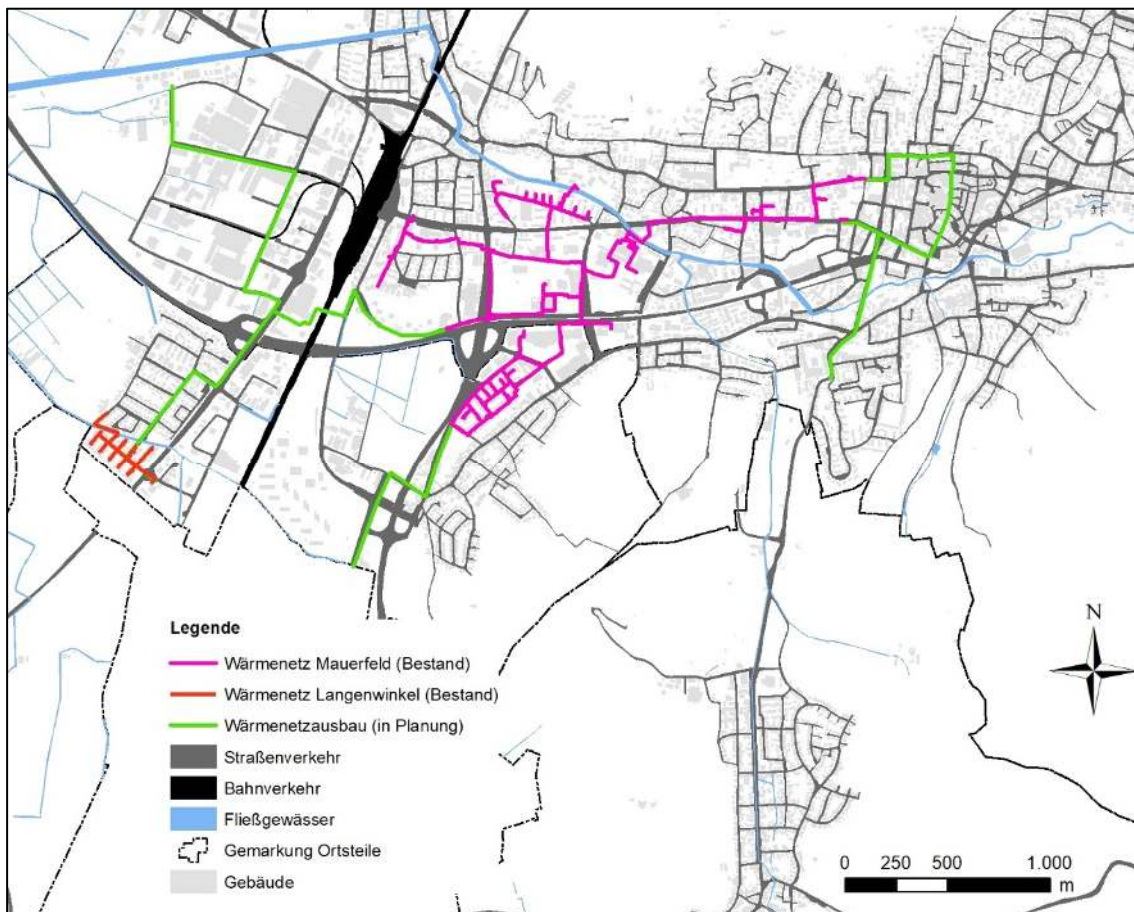 N
Legende
Wärmenetz Mauerfeld (Bestand)
Wärmenetz Langenwinkel (Bestand)
Wärmenetzausbau (in Planung)
Straßenverkehr
Bahnverkehr
Fließgewässer
Gemarkung Ortsteile
Gebäude
0 250 500 1.000
m